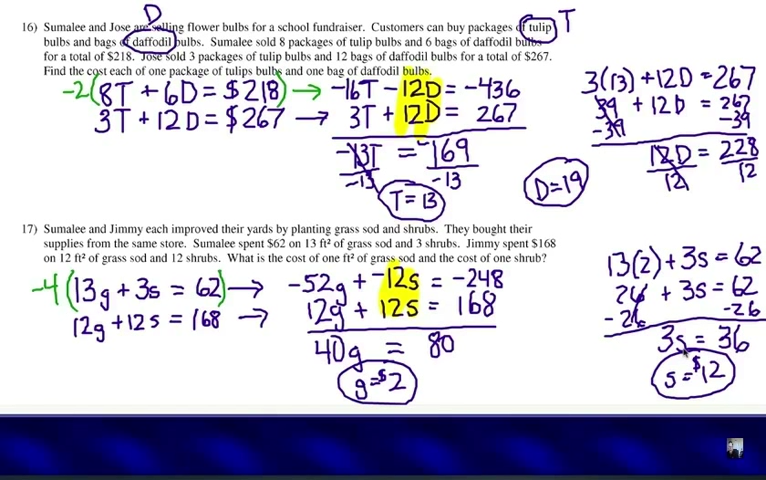 D
T
16) Sumalee and Jose are selling flower bulbs for a school fundraiser. Customers can buy packages of tulip
bulbs and bags of daffodil bulbs. Sumalee sold 8 packages of tulip bulbs and 6 bags of daffodil bulbs
for a total of $218. Jose sold 3 packages of tulip bulbs and 12 bags of daffodil bulbs for a total of $267.
Find the cost each of one package of tulips bulbs and one bag of daffodil bulbs.
-2(8T + 6D = $218) → -16T - 12D = -436
3T + 12D = $267 → 3T + 12D = 267
-13T = -169
-13 -13
T = 13
3(13) + 12D = 267
39 + 12D = 267
-39 -39
12D = 228
12 12
D = 19
17) Sumalee and Jimmy each improved their yards by planting grass sod and shrubs. They bought their
supplies from the same store. Sumalee spent $62 on 13 ft² of grass sod and 3 shrubs. Jimmy spent $168
on 12 ft² of grass sod and 12 shrubs. What is the cost of one ft² of grass sod and the cost of one shrub?
-4(13g + 3s = 62) → -52g + -12s = -248
12g + 12s = 168 → 12g + 12s = 168
40g = 80
g = $2
13(2) + 3s = 62
26 + 3s = 62
-26 -26
3s = 36
s = $12